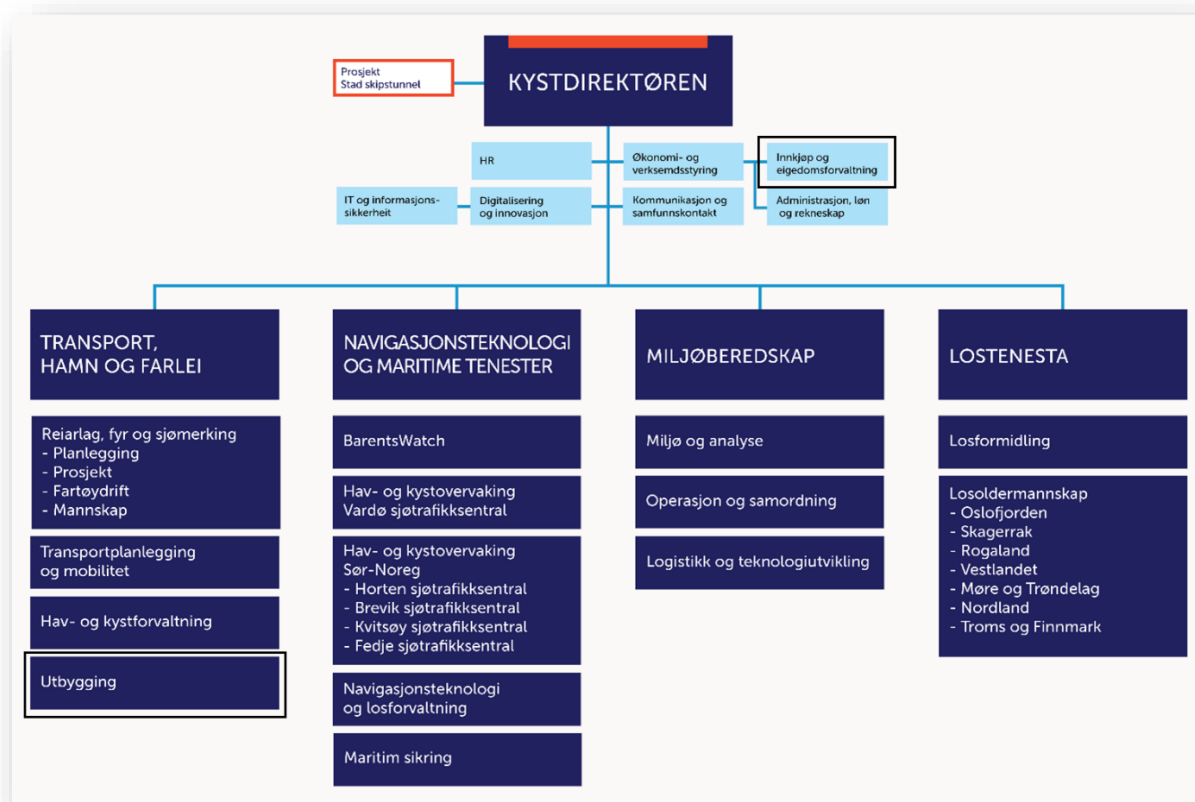 Prosjekt
Stad skipstunnel
KYSTDIREKTØREN
HR
Økonomi- og
verksemdsstyring
Innkjøp og
eigedomsforvaltning
IT og informasjons-
sikkerheit
Digitalisering
og innovasjon
Kommunikasjon og
samfunnskontakt
Administrasjon, løn
og rekneskap
TRANSPORT,
HAMN OG FARLEI
Reiarlag, fyr og sjømerking
- Planlegging
- Prosjekt
- Fartøydrift
- Mannskap
Transportplanlegging
og mobilitet
Hav- og kystforvaltning
Utbygging
NAVIGASJONSTEKNOLOGI
OG MARITIME TENESTER
BarentsWatch
Hav- og kystovervaking
Vardø sjøtrafikksentral
Hav- og kystovervaking
Sør-Noreg
- Horten sjøtrafikksentral
- Brevik sjøtrafikksentral
- Kvitsøy sjøtrafikksentral
- Fedje sjøtrafikksentral
Navigasjonsteknologi
og losforvaltning
Maritim sikring
MILJØBEREDSKAP
Miljø og analyse
Operasjon og samordning
Logistikk og teknologiutvikling
LOSTENESTA
Losformidling
Losoldermannskap
- Oslofjorden
- Skagerrak
- Rogaland
- Vestlandet
- Møre og Trøndelag
- Nordland
- Troms og Finnmark